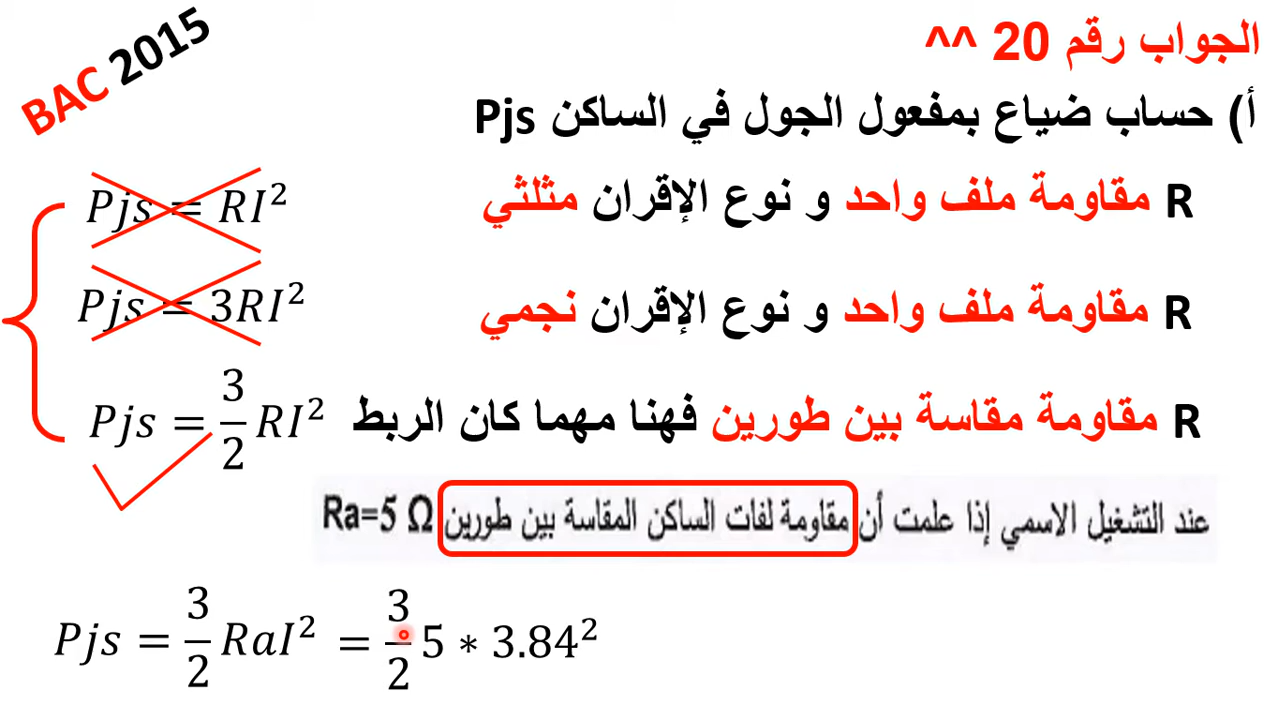 BAC 2015
الجواب رقم 20 ^^
أ) حساب ضياع بمفعول الجول في الساكن Pjs
R مقاومة ملف واحد و نوع الإقران مثلثي
Pjs = RI²
R مقاومة ملف واحد و نوع الإقران نجمي
Pjs = 3RI²
R مقاومة مقاسة بين طورين فهنا مهما كان الربط
Pjs = 3/2 RI²
عند التشغيل الاسمي إذا علمت أن مقاومة لفات الساكن المقاسة بين طورين Ra=5 Ω
Pjs = 3/2 RaI² = 3/2 5 * 3.84²